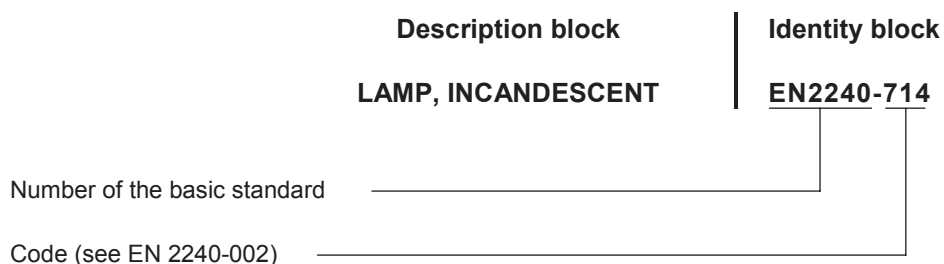 Description block Identity block
LAMP, INCANDESCENT EN2240-714
Number of the basic standard
Code (see EN 2240-002)